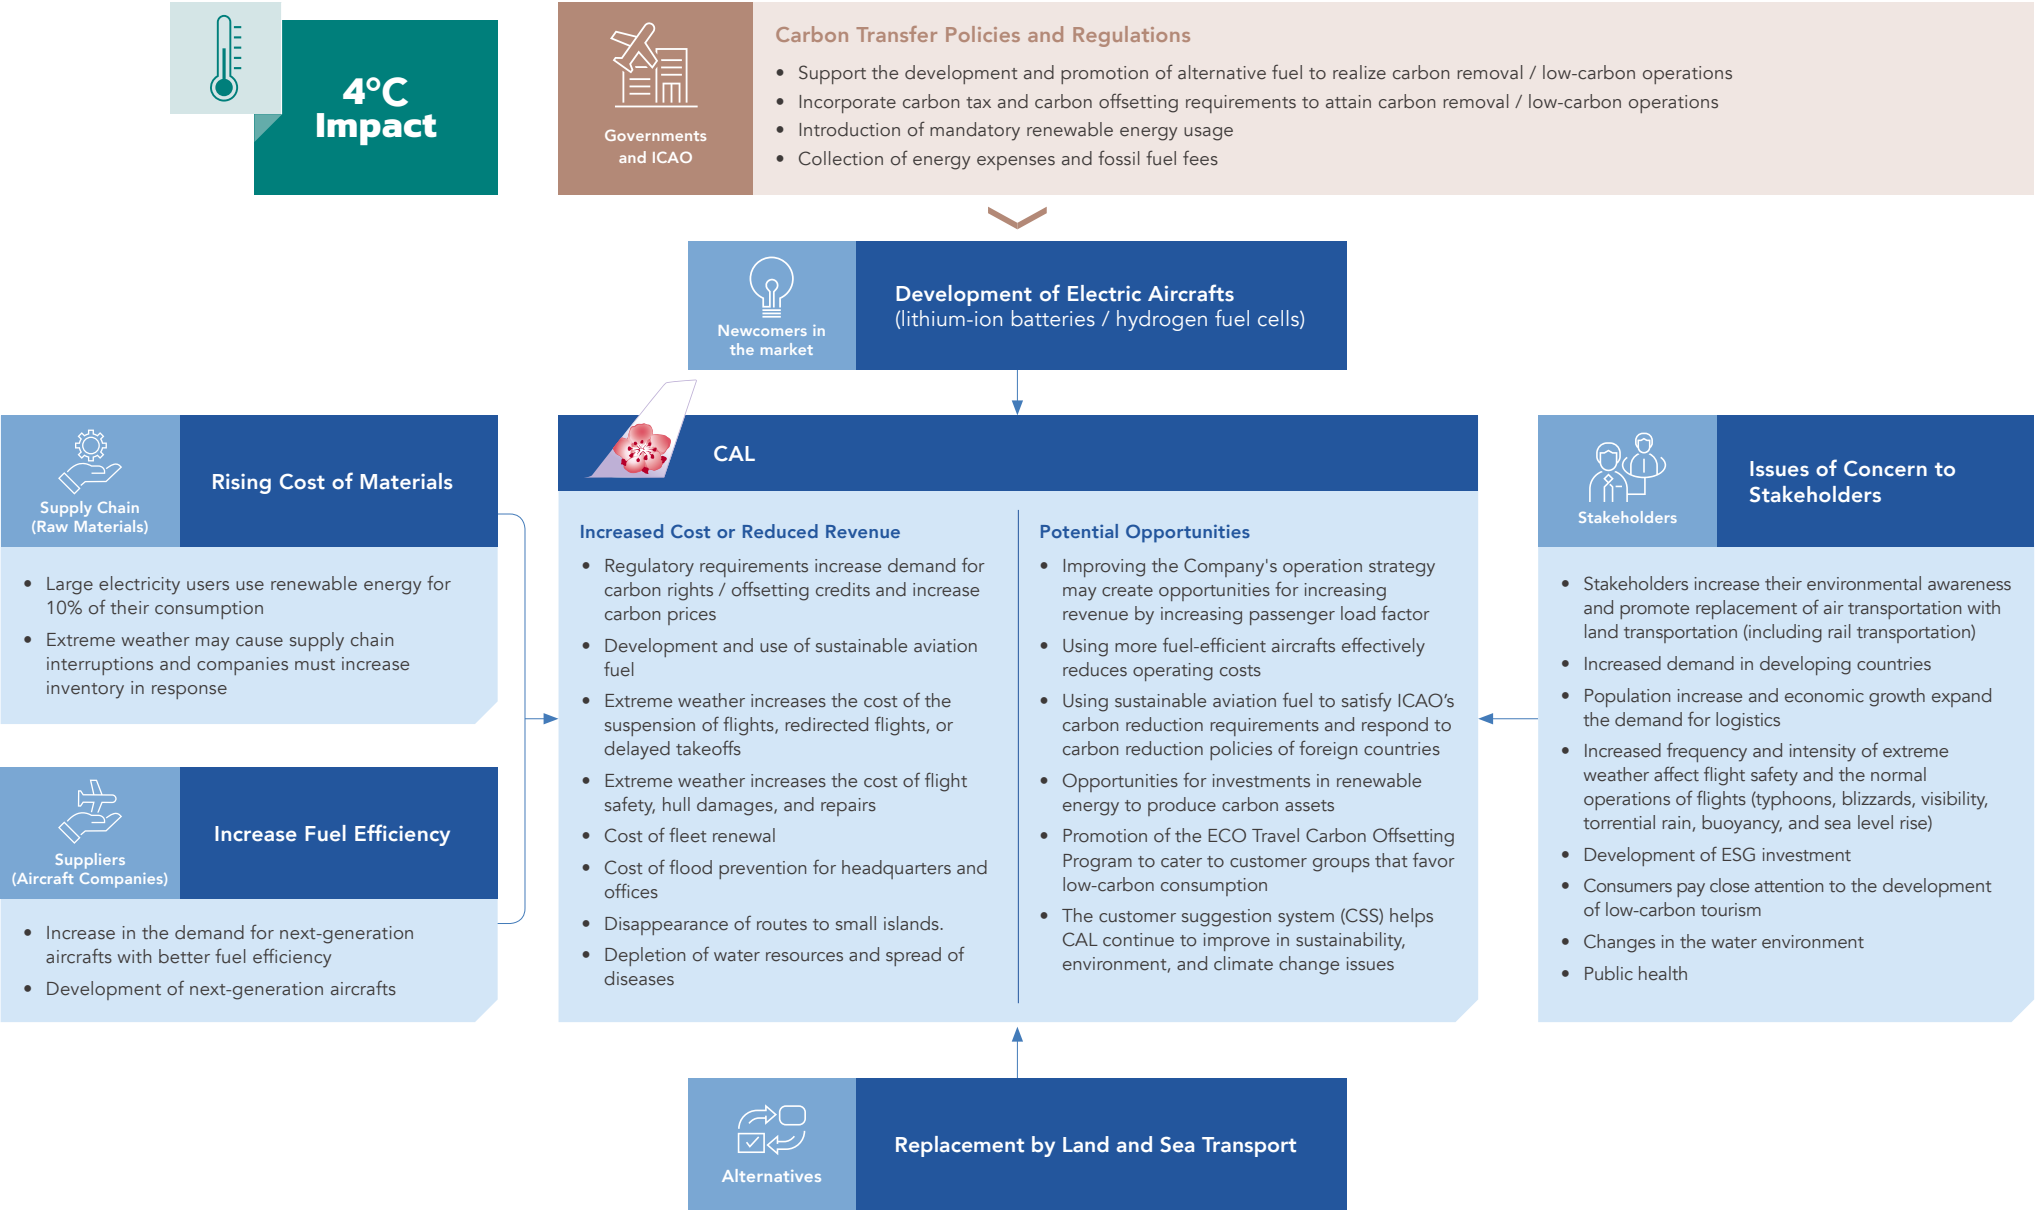 4°C
Impact
Governments
and ICAO
Carbon Transfer Policies and Regulations
• Support the development and promotion of alternative fuel to realize carbon removal / low-carbon operations
• Incorporate carbon tax and carbon offsetting requirements to attain carbon removal / low-carbon operations
• Introduction of mandatory renewable energy usage
• Collection of energy expenses and fossil fuel fees
Newcomers in
the market
Development of Electric Aircrafts
(lithium-ion batteries / hydrogen fuel cells)
Supply Chain
(Raw Materials)
Rising Cost of Materials
• Large electricity users use renewable energy for
10% of their consumption
• Extreme weather may cause supply chain
interruptions and companies must increase
inventory in response
Suppliers
(Aircraft Companies)
Increase Fuel Efficiency
• Increase in the demand for next-generation
aircrafts with better fuel efficiency
• Development of next-generation aircrafts
CAL
Increased Cost or Reduced Revenue
• Regulatory requirements increase demand for
carbon rights / offsetting credits and increase
carbon prices
• Development and use of sustainable aviation
fuel
• Extreme weather increases the cost of the
suspension of flights, redirected flights, or
delayed takeoffs
• Extreme weather increases the cost of flight
safety, hull damages, and repairs
• Cost of fleet renewal
• Cost of flood prevention for headquarters and
offices
• Disappearance of routes to small islands.
• Depletion of water resources and spread of
diseases
Potential Opportunities
• Improving the Company's operation strategy
may create opportunities for increasing
revenue by increasing passenger load factor
• Using more fuel-efficient aircrafts effectively
reduces operating costs
• Using sustainable aviation fuel to satisfy ICAO’s
carbon reduction requirements and respond to
carbon reduction policies of foreign countries
• Opportunities for investments in renewable
energy to produce carbon assets
• Promotion of the ECO Travel Carbon Offsetting
Program to cater to customer groups that favor
low-carbon consumption
• The customer suggestion system (CSS) helps
CAL continue to improve in sustainability,
environment, and climate change issues
Stakeholders
Issues of Concern to
Stakeholders
• Stakeholders increase their environmental awareness
and promote replacement of air transportation with
land transportation (including rail transportation)
• Increased demand in developing countries
• Population increase and economic growth expand
the demand for logistics
• Increased frequency and intensity of extreme
weather affect flight safety and the normal
operations of flights (typhoons, blizzards, visibility,
torrential rain, buoyancy, and sea level rise)
• Development of ESG investment
• Consumers pay close attention to the development
of low-carbon tourism
• Changes in the water environment
• Public health
Alternatives
Replacement by Land and Sea Transport